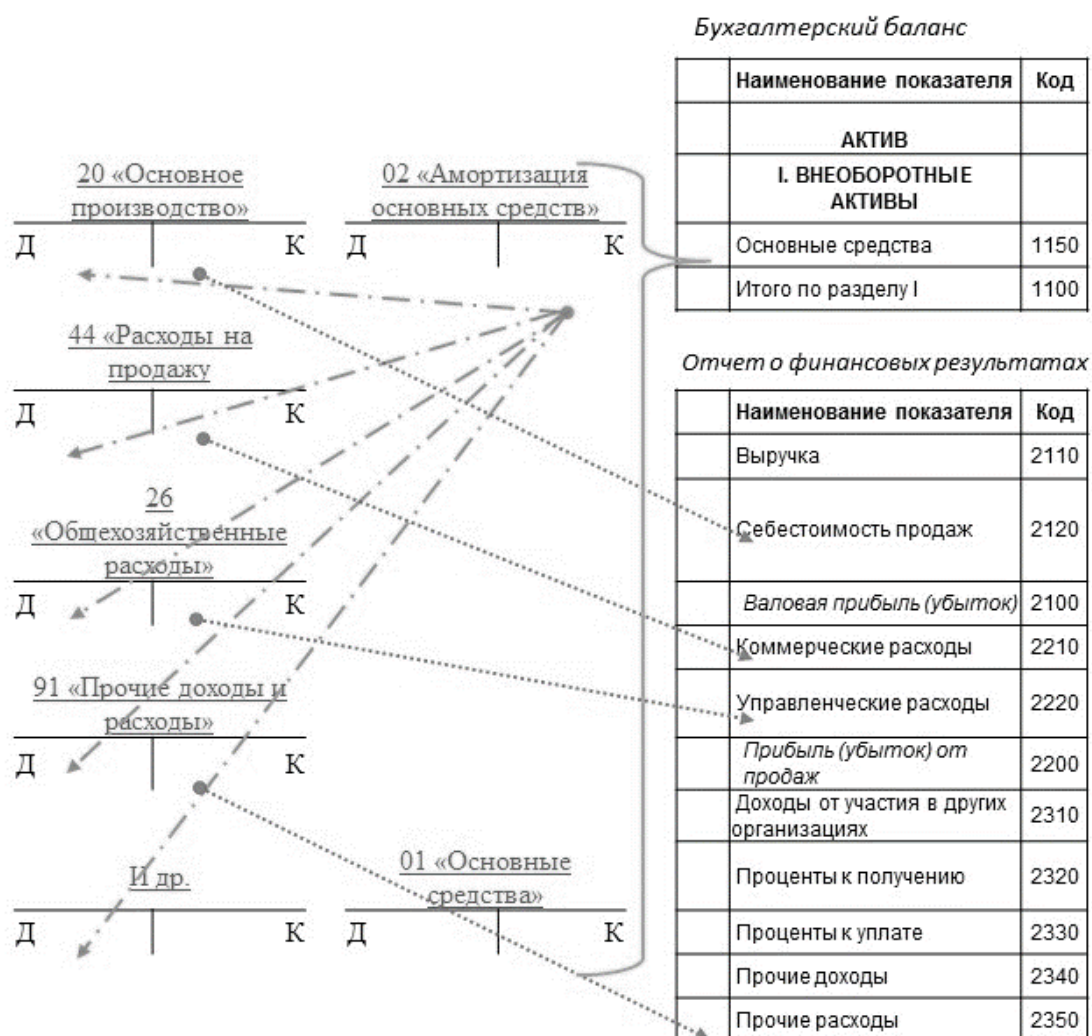 Бухгалтерский баланс
Наименование показателя Код
АКТИВ
I. ВНЕОБОРОТНЫЕ
АКТИВЫ
Основные средства 1150
Итого по разделу I 1100
20 «Основное
производство»
Д К
02 «Амортизация
основных средств»
Д К
44 «Расходы на
продажу
Д К
26
«Общехозяйственные
расходы»
Д К
91 «Прочие доходы и
расходы»
Д К
И др.
Д К
01 «Основные
средства»
Д К
Отчет о финансовых результатах
Наименование показателя Код
Выручка 2110
Себестоимость продаж 2120
Валовая прибыль (убыток) 2100
Коммерческие расходы 2210
Управленческие расходы 2220
Прибыль (убыток) от
продаж 2200
Доходы от участия в других
организациях 2310
Проценты к получению 2320
Проценты к уплате 2330
Прочие доходы 2340
Прочие расходы 2350